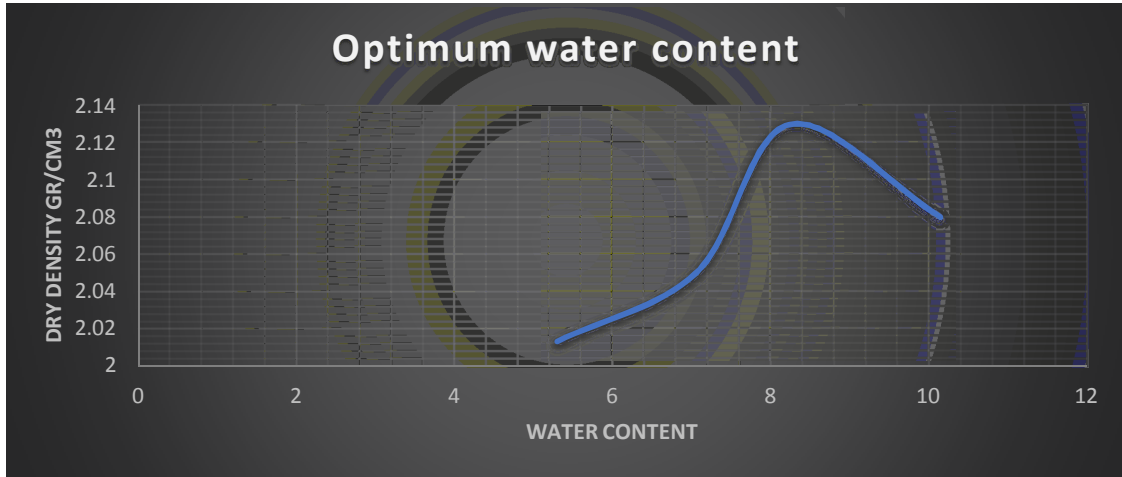 Optimum water content
DRY DENSITY GR/CM3
2.14
2.12
2.1
2.08
2.06
2.04
2.02
2
0 2 4 6 8 10 12
WATER CONTENT